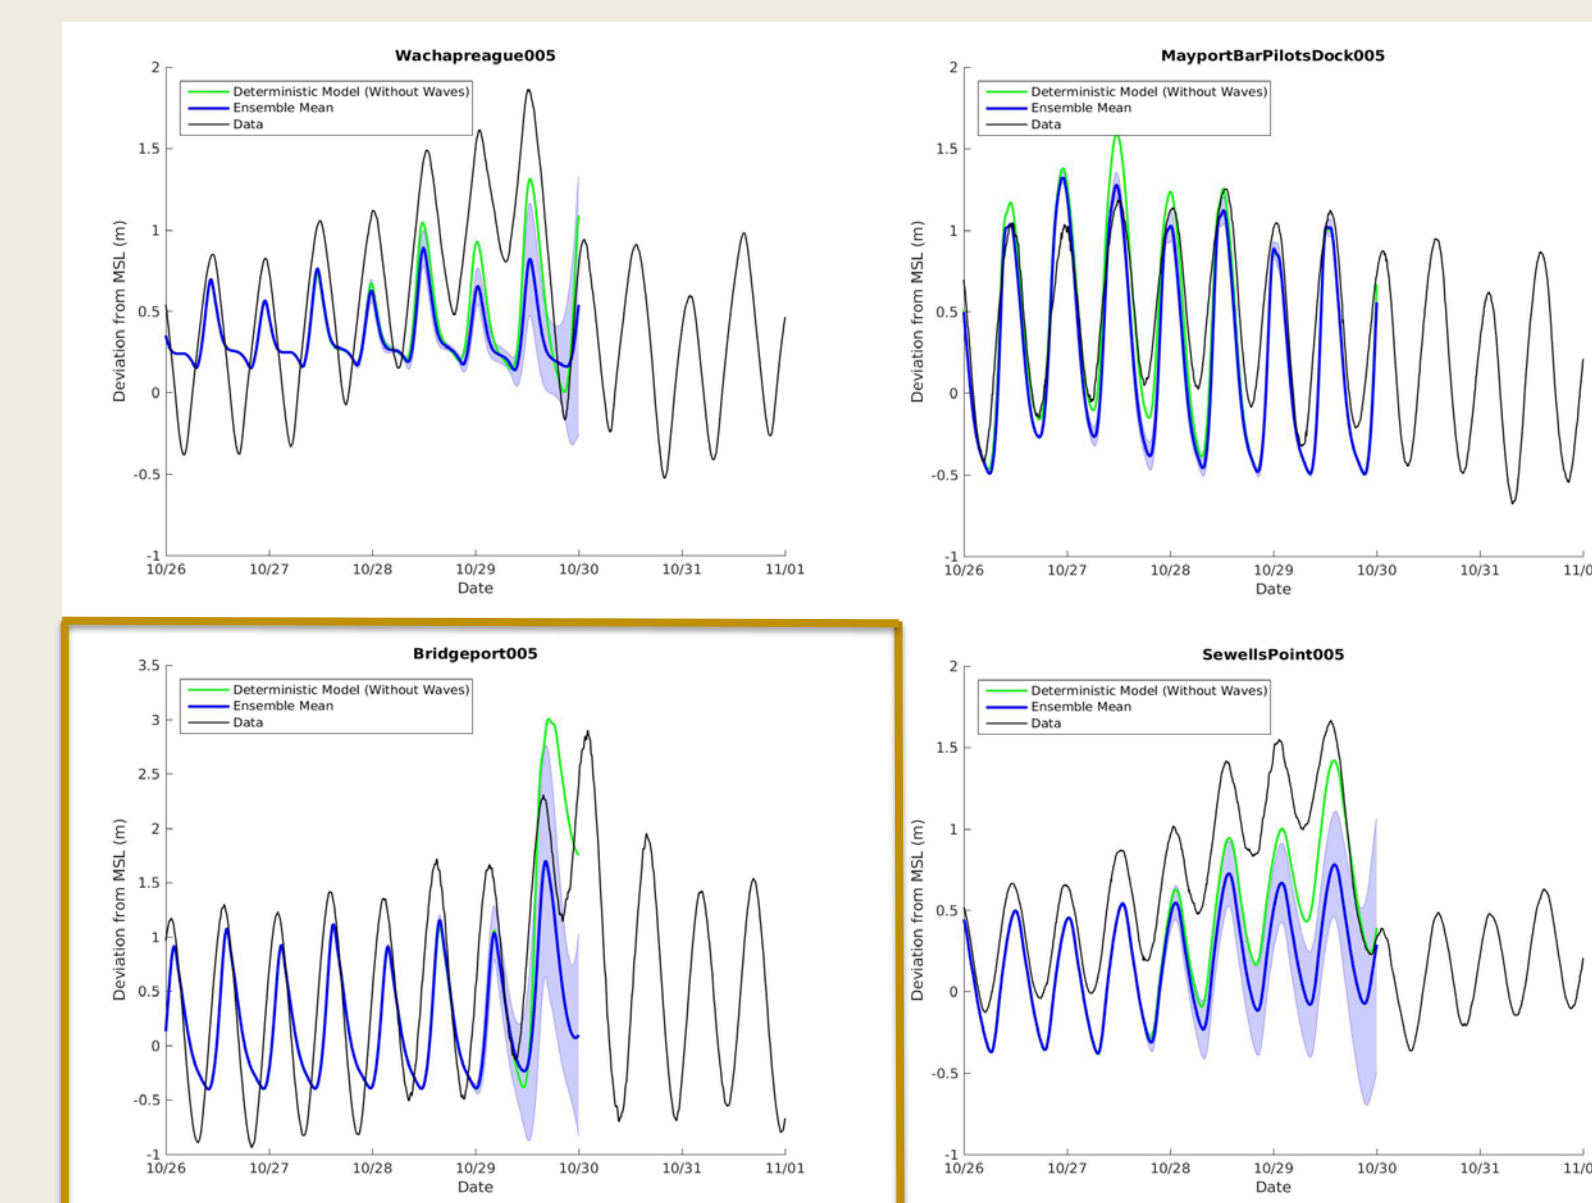 Wachapreague005
2
1.5
1
0.5
0
-0.5
-1
Deviation from MSL (m)
Deterministic Model (Without Waves)
Ensemble Mean
Data
10/26 10/27 10/28 10/29 10/30 10/31 11/01
Date
MayportBarPilotsDock005
2
1.5
1
0.5
0
-0.5
-1
Deviation from MSL (m)
Deterministic Model (Without Waves)
Ensemble Mean
Data
10/26 10/27 10/28 10/29 10/30 10/31 11/0
Date
Bridgeport005
3.5
3
2.5
2
1.5
1
0.5
0
-0.5
-1
Deviation from MSL (m)
Deterministic Model (Without Waves)
Ensemble Mean
Data
10/26 10/27 10/28 10/29 10/30 10/31 11/01
Date
SewellsPoint005
2
1.5
1
0.5
0
-0.5
-1
Deviation from MSL (m)
Deterministic Model (Without Waves)
Ensemble Mean
Data
10/26 10/27 10/28 10/29 10/30 10/31 11/0
Date